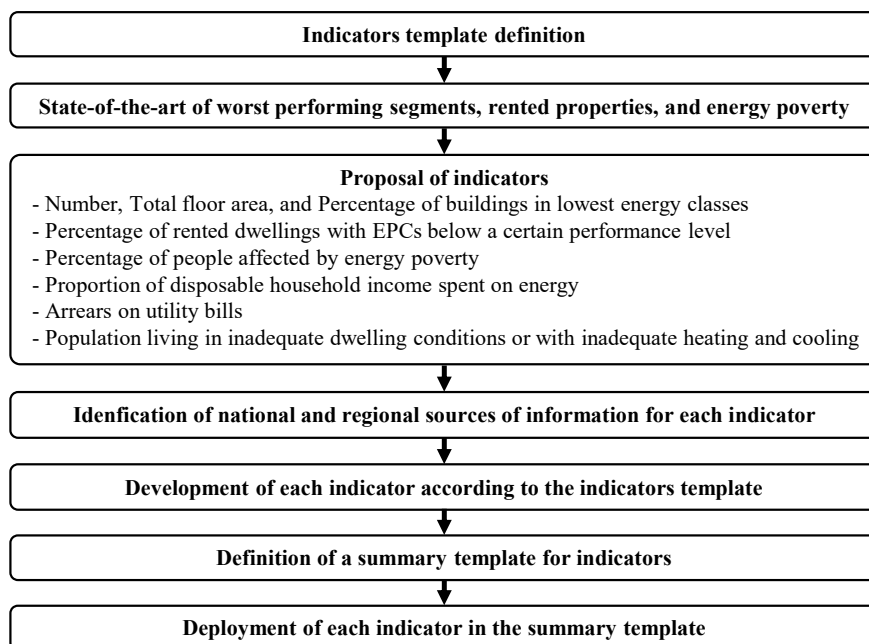 Indicators template definition
State-of-the-art of worst performing segments, rented properties, and energy poverty
Proposal of indicators
- Number, Total floor area, and Percentage of buildings in lowest energy classes
- Percentage of rented dwellings with EPCs below a certain performance level
- Percentage of people affected by energy poverty
- Proportion of disposable household income spent on energy
- Arrears on utility bills
- Population living in inadequate dwelling conditions or with inadequate heating and cooling
Idenfication of national and regional sources of information for each indicator
Development of each indicator according to the indicators template
Definition of a summary template for indicators
Deployment of each indicator in the summary template